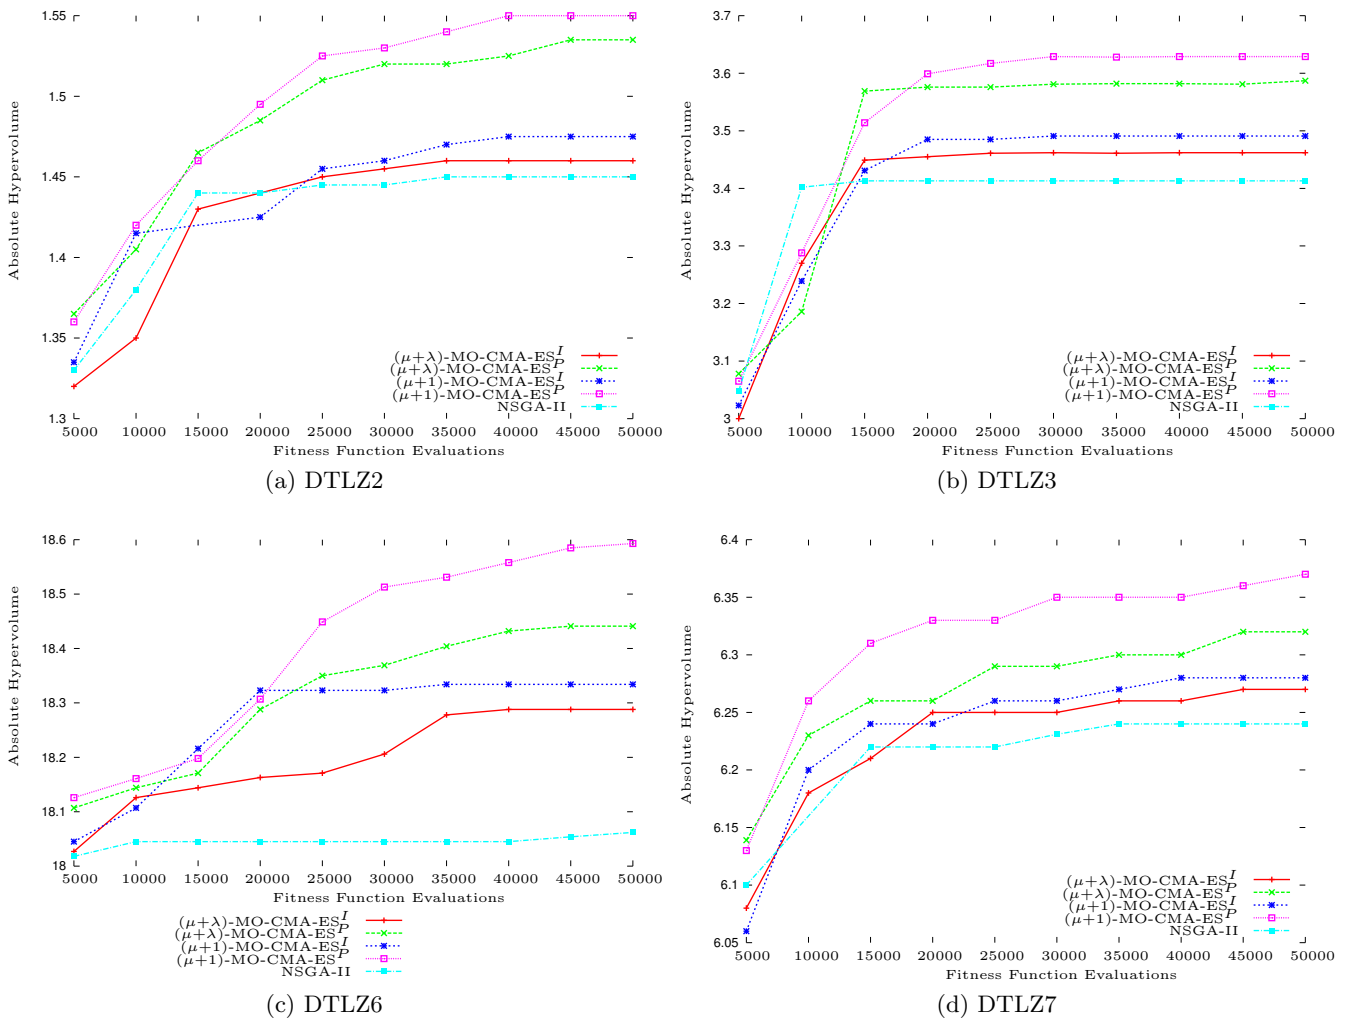 1.55
1.5
1.45
1.4
1.35
1.3
Absolute Hypervolume
5000 10000 15000 20000 25000 30000 35000 40000 45000 50000
Fitness Function Evaluations
(μ+λ)-MO-CMA-ES^I
(μ+λ)-MO-CMA-ES^P
(μ+1)-MO-CMA-ES^I
(μ+1)-MO-CMA-ES^P
NSGA-II
(a) DTLZ2
3.7
3.6
3.5
3.4
3.3
3.2
3.1
3
Absolute Hypervolume
5000 10000 15000 20000 25000 30000 35000 40000 45000 50000
Fitness Function Evaluations
(μ+λ)-MO-CMA-ES^I
(μ+λ)-MO-CMA-ES^P
(μ+1)-MO-CMA-ES^I
(μ+1)-MO-CMA-ES^P
NSGA-II
(b) DTLZ3
18.6
18.5
18.4
18.3
18.2
18.1
18
Absolute Hypervolume
5000 10000 15000 20000 25000 30000 35000 40000 45000 50000
Fitness Function Evaluations
(μ+λ)-MO-CMA-ES^I
(μ+λ)-MO-CMA-ES^P
(μ+1)-MO-CMA-ES^I
(μ+1)-MO-CMA-ES^P
NSGA-II
(c) DTLZ6
6.4
6.35
6.3
6.25
6.2
6.15
6.1
6.05
Absolute Hypervolume
5000 10000 15000 20000 25000 30000 35000 40000 45000 50000
Fitness Function Evaluations
(μ+λ)-MO-CMA-ES^I
(μ+λ)-MO-CMA-ES^P
(μ+1)-MO-CMA-ES^I
(μ+1)-MO-CMA-ES^P
NSGA-II
(d) DTLZ7